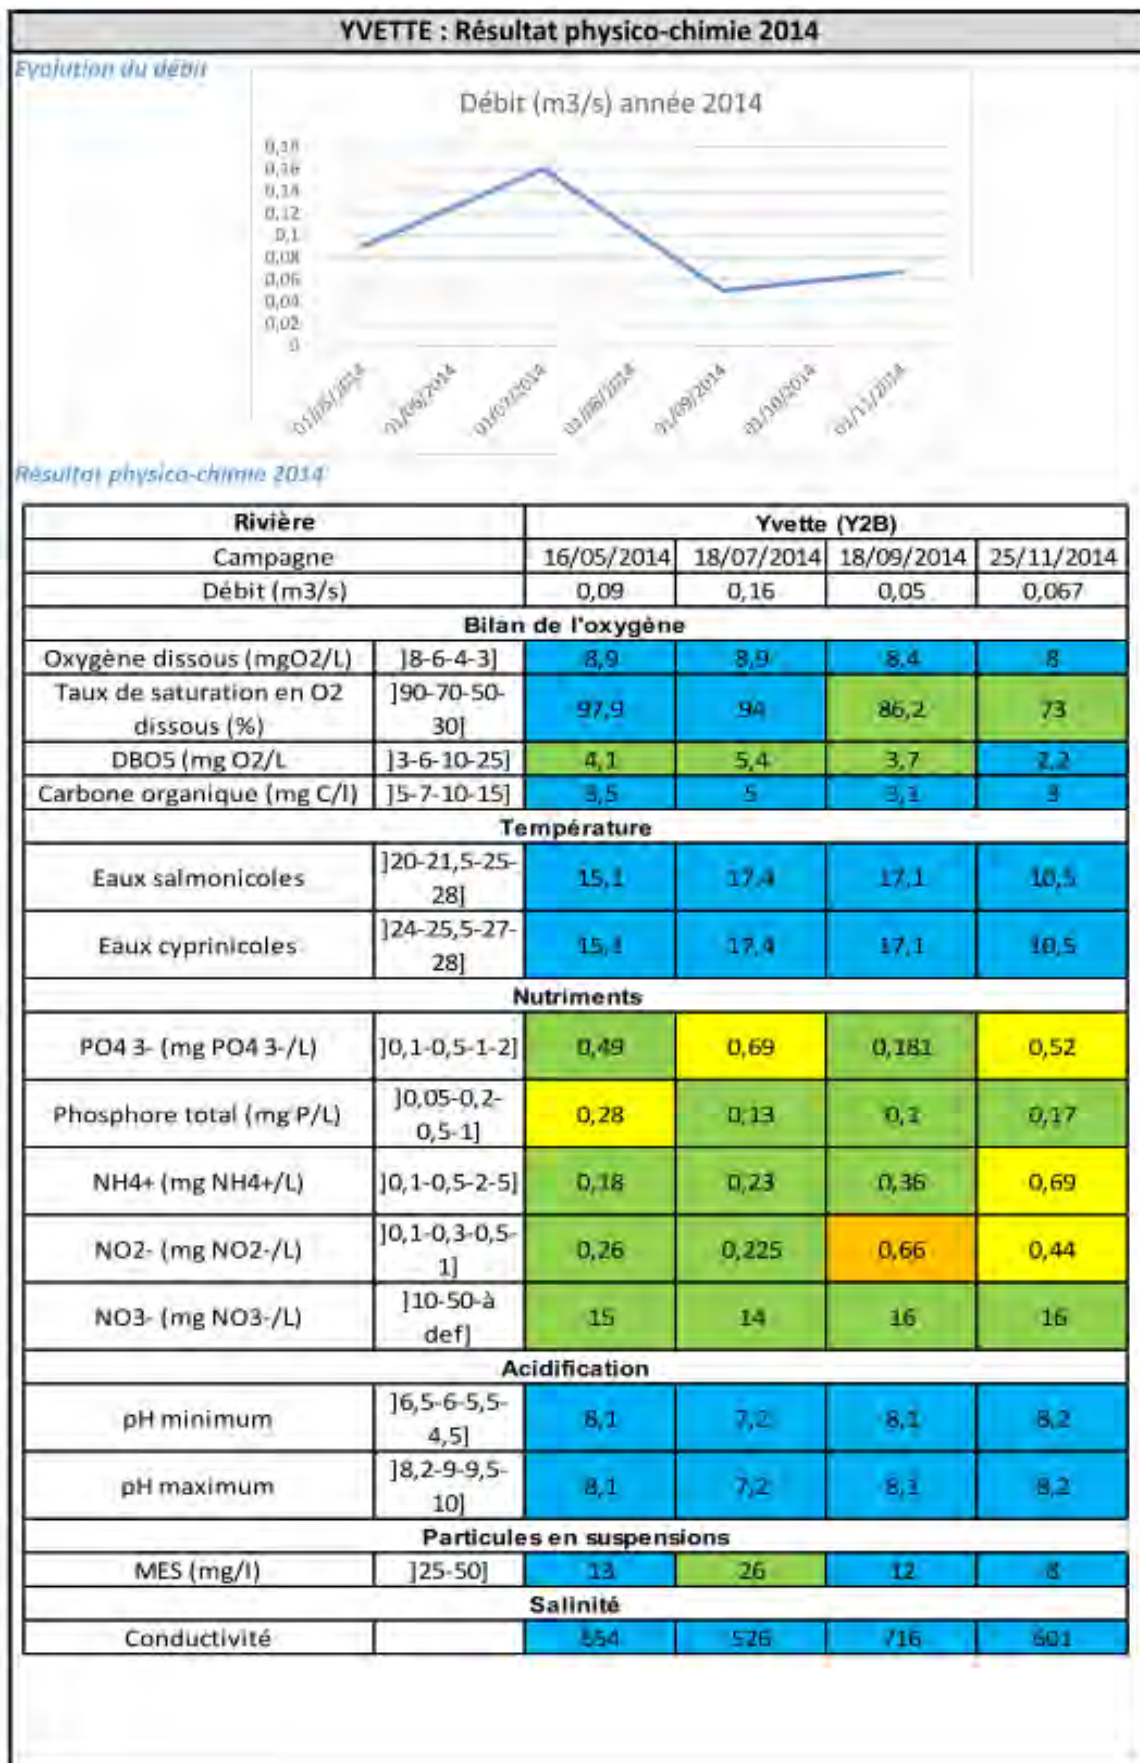 YVETTE : Résultat physico-chimie 2014
Evolution du débit
Débit (m3/s) année 2014
0,18
0,16
0,14
0,12
0,1
0,08
0,06
0,04
0,02
0
01/05/2014 01/06/2014 01/07/2014 01/08/2014 01/09/2014 01/10/2014 01/11/2014
Résultat physico-chimie 2014
Rivière Yvette (Y2B)
Campagne 16/05/2014 18/07/2014 18/09/2014 25/11/2014
Débit (m3/s) 0,09 0,16 0,05 0,067
Bilan de l'oxygène
Oxygène dissous (mgO2/L) ]8-6-4-3] 8,9 8,9 8,4 8
Taux de saturation en O2 dissous (%) ]90-70-50-30] 97,9 94 86,2 73
DBO5 (mg O2/L ]3-6-10-25] 4,1 5,4 3,7 2,2
Carbone organique (mg C/l) ]5-7-10-15] 3,5 5 3,1 3
Température
Eaux salmonicoles ]20-21,5-25-28] 15,1 17,4 17,1 10,5
Eaux cyprinicoles ]24-25,5-27-28] 15,1 17,4 17,1 10,5
Nutriments
PO4 3- (mg PO4 3-/L) ]0,1-0,5-1-2] 0,49 0,69 0,181 0,52
Phosphore total (mg P/L) ]0,05-0,2-0,5-1] 0,28 0,13 0,1 0,17
NH4+ (mg NH4+/L) ]0,1-0,5-2-5] 0,18 0,23 0,36 0,69
NO2- (mg NO2-/L) ]0,1-0,3-0,5-1] 0,26 0,225 0,66 0,44
NO3- (mg NO3-/L) ]10-50-à def] 15 14 16 16
Acidification
pH minimum ]6,5-6-5,5-4,5] 8,1 7,2 8,1 8,2
pH maximum ]8,2-9-9,5-10] 8,1 7,2 8,1 8,2
Particules en suspensions
MES (mg/l) ]25-50] 13 26 12 8
Salinité
Conductivité 526 716 601